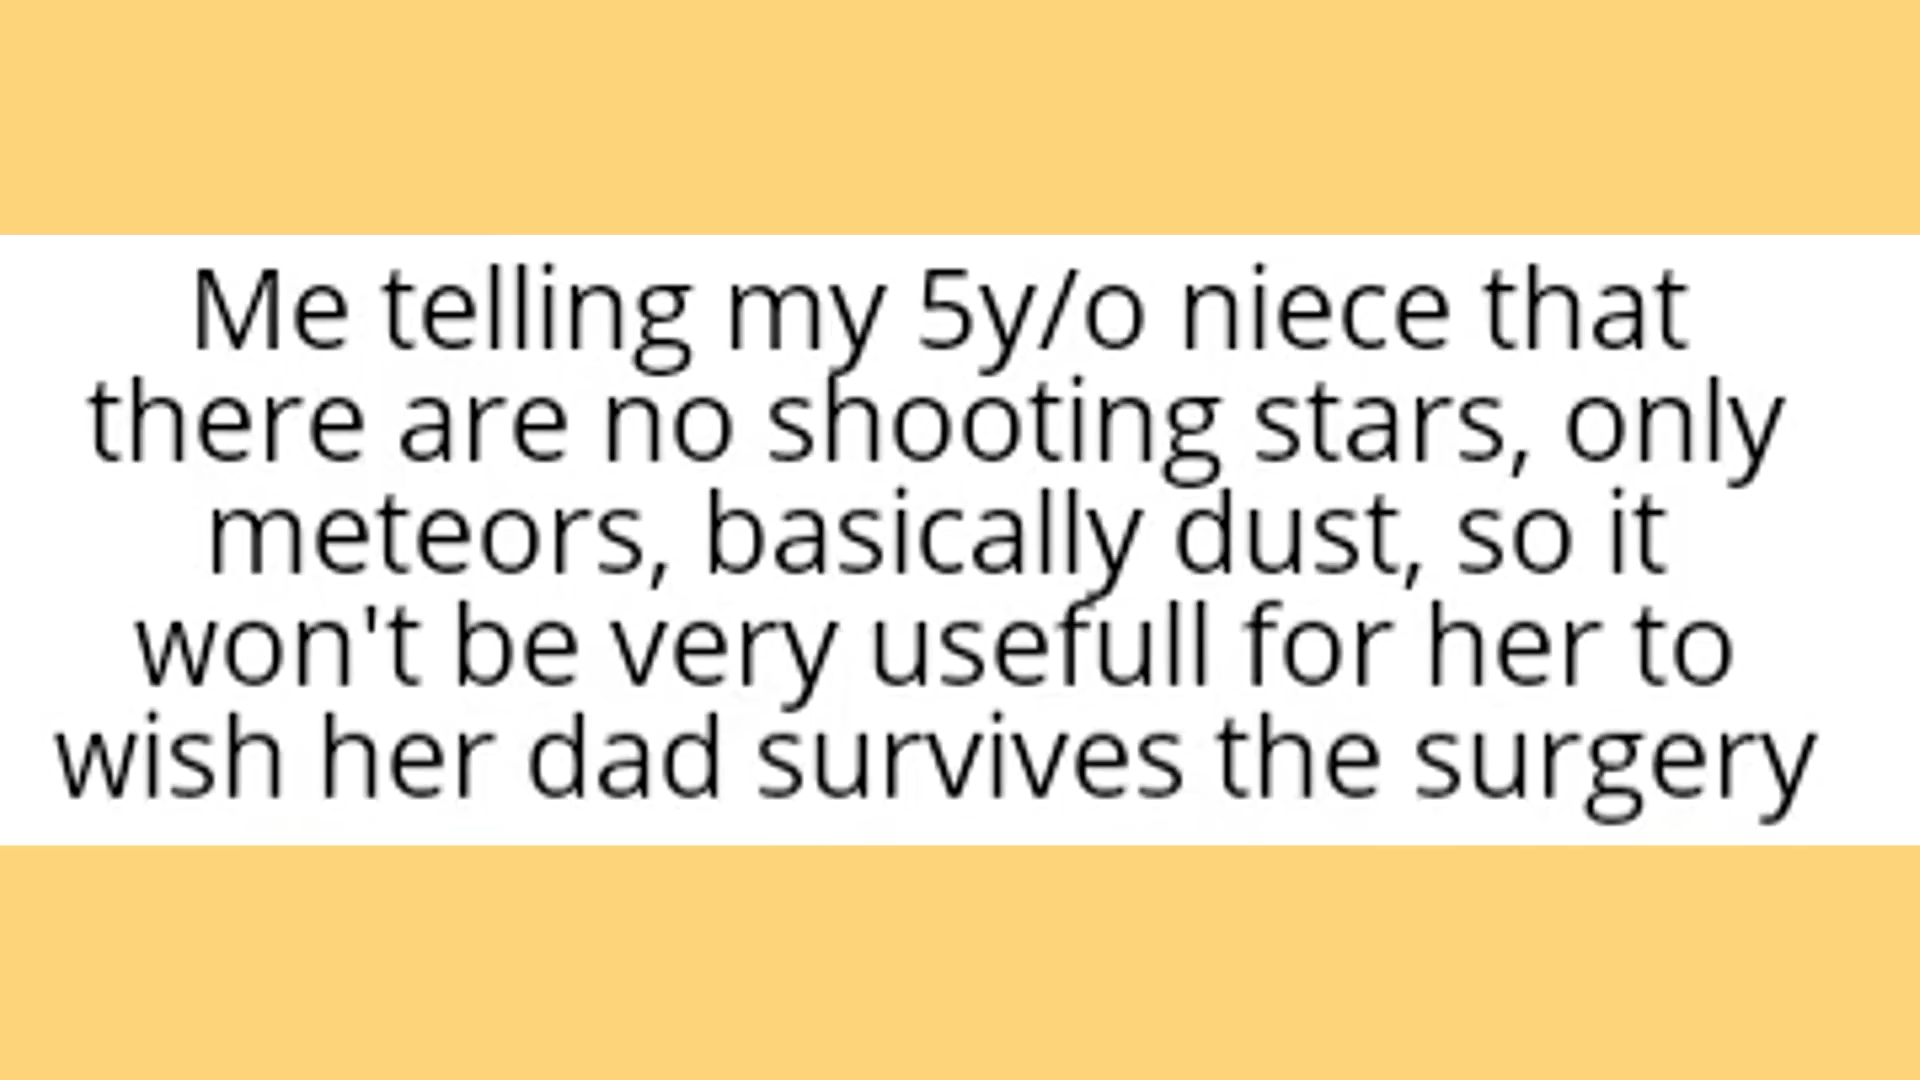 Me telling my 5y/o niece that
there are no shooting stars, only
meteors, basically dust, so it
won't be very usefull for her to
wish her dad survives the surgery